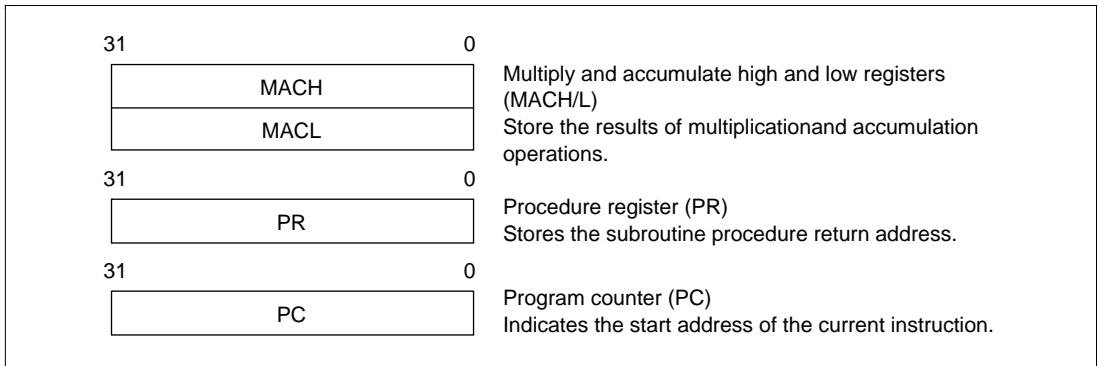 31 0
MACH
MACL
Multiply and accumulate high and low registers
(MACH/L)
Store the results of multiplicationand accumulation
operations.
31 0
PR
Procedure register (PR)
Stores the subroutine procedure return address.
31 0
PC
Program counter (PC)
Indicates the start address of the current instruction.